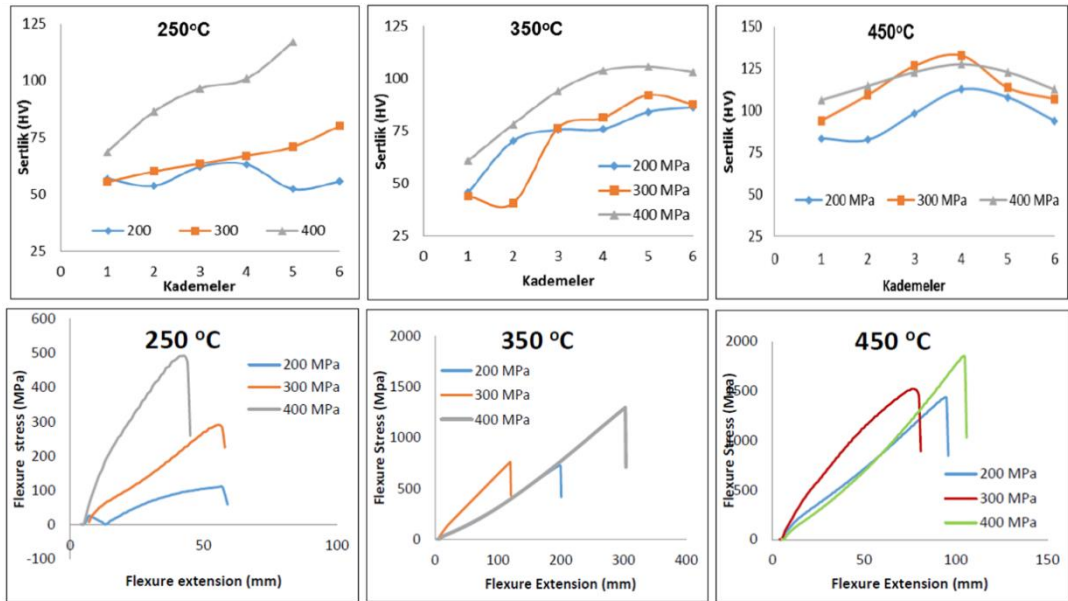 250°C
Sertlik (HV)
125
100
75
50
25
0 1 2 3 4 5 6
200 300 400
Kademeler
350°C
Sertlik (HV)
125
100
75
50
25
0 1 2 3 4 5 6
200 MPa
300 MPa
400 MPa
Kademeler
450°C
Sertlik (HV)
150
125
100
75
50
25
0 1 2 3 4 5 6
200 MPa 300 MPa 400 MPa
Kademeler
250 °C
Flexure stress (MPa)
600
500
400
300
200
100
0
-100
0 50 100
200 MPa
300 MPa
400 MPa
Flexure extension (mm)
350 °C
Flexure Stress (Mpa)
2000
1500
1000
500
0
0 100 200 300 400
200 MPa
300 MPa
400 MPa
Flexure Extension (mm)
450 °C
Flexure Stress (Mpa)
2000
1500
1000
500
0
0 50 100 150
200 MPa
300 MPa
400 MPa
Flexure Extension (mm)